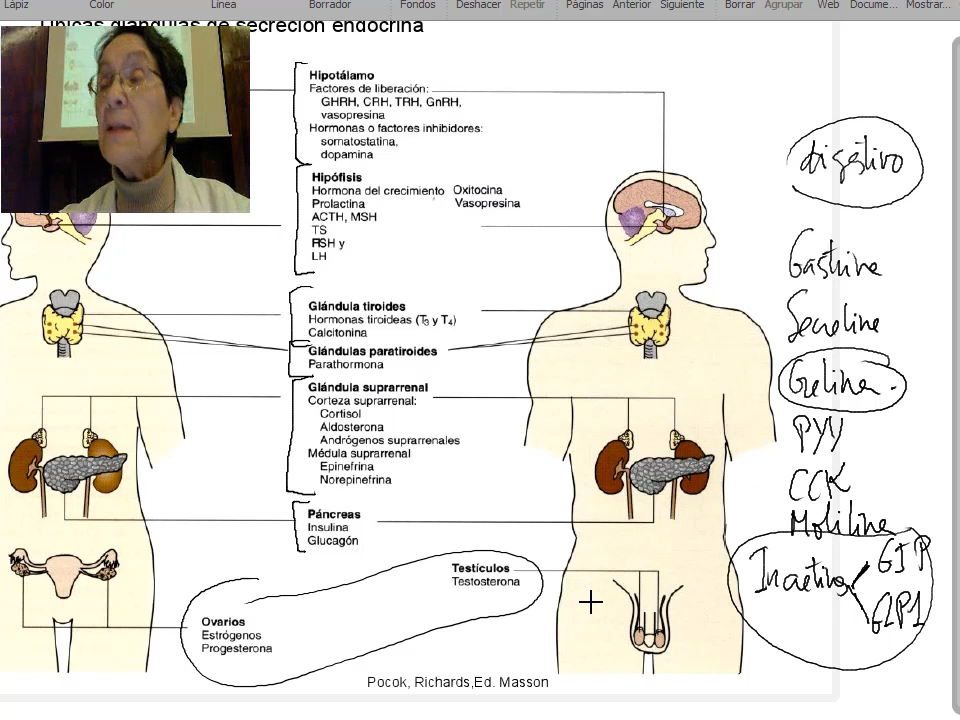 Lápiz Color Línea Borrador Fondos Deshacer Repetir Páginas Anterior Siguiente Borrar Agrupar Web Docume... Mostrar...
Únicas glándulas de secreción endocrina
Hipotálamo
Factores de liberación:
GHRH, CRH, TRH, GnRH,
vasopresina
Hormonas o factores inhibidores:
somatostatina,
dopamina
Hipófisis
Hormona del crecimiento Oxitocina
Prolactina Vasopresina
ACTH, MSH
TS
FSH y
LH
Glándula tiroides
Hormonas tiroideas (T3 y T4)
Calcitonina
Glándulas paratiroides
Parathormona
Glándula suprarrenal
Corteza suprarrenal:
Cortisol
Aldosterona
Andrógenos suprarrenales
Médula suprarrenal
Epinefrina
Norepinefrina
Páncreas
Insulina
Glucagón
Testículos
Testosterona
Ovarios
Estrógenos
Progesterona
Pocok, Richards,Ed. Masson
digestivo
Gastrina
Secretina
Grelina.
PYY
CCK
Motilina
GIP
GLP1